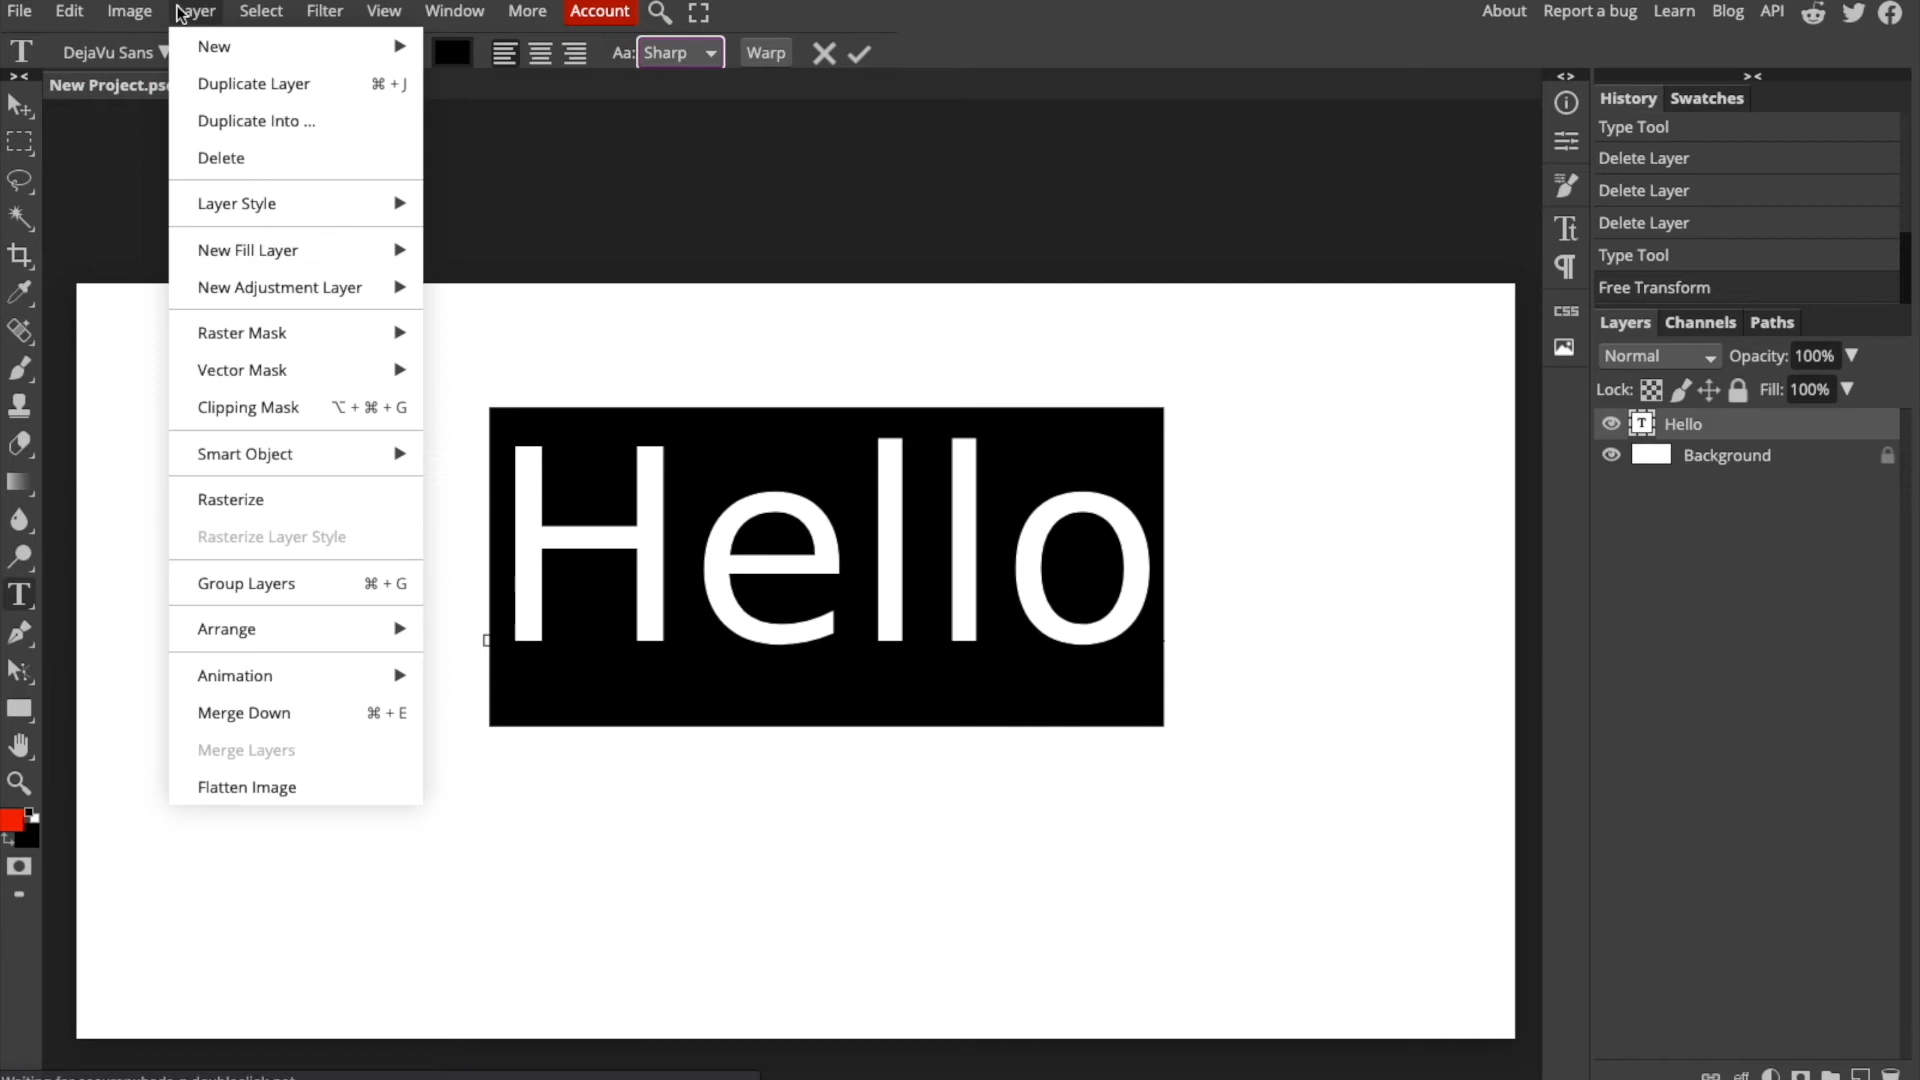 File Edit Image Layer Select Filter View Window More Account About Report a bug Learn Blog API
T DejaVu Sans Aa: Sharp Warp
New Project.psd
New
Duplicate Layer ⌘ + J
Duplicate Into ...
Delete
Layer Style
New Fill Layer
New Adjustment Layer
Raster Mask
Vector Mask
Clipping Mask ⌥ + ⌘ + G
Smart Object
Rasterize
Rasterize Layer Style
Group Layers ⌘ + G
Arrange
Animation
Merge Down ⌘ + E
Merge Layers
Flatten Image
Hello
CSS
History Swatches
Type Tool
Delete Layer
Delete Layer
Delete Layer
Type Tool
Free Transform
Layers Channels Paths
Normal Opacity: 100%
Lock: Fill: 100%
T Hello
Background